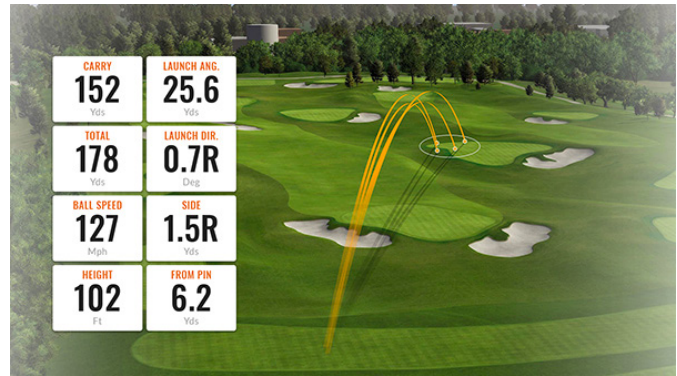 CARRY
152
Yds
LAUNCH ANG.
25.6
TOTAL
178
Yds
LAUNCH DIR.
0.7R
Deg
BALL SPEED
127
Mph
SIDE
1.5R
Yds
HEIGHT
102
Ft
FROM PIN
6.2
Yds